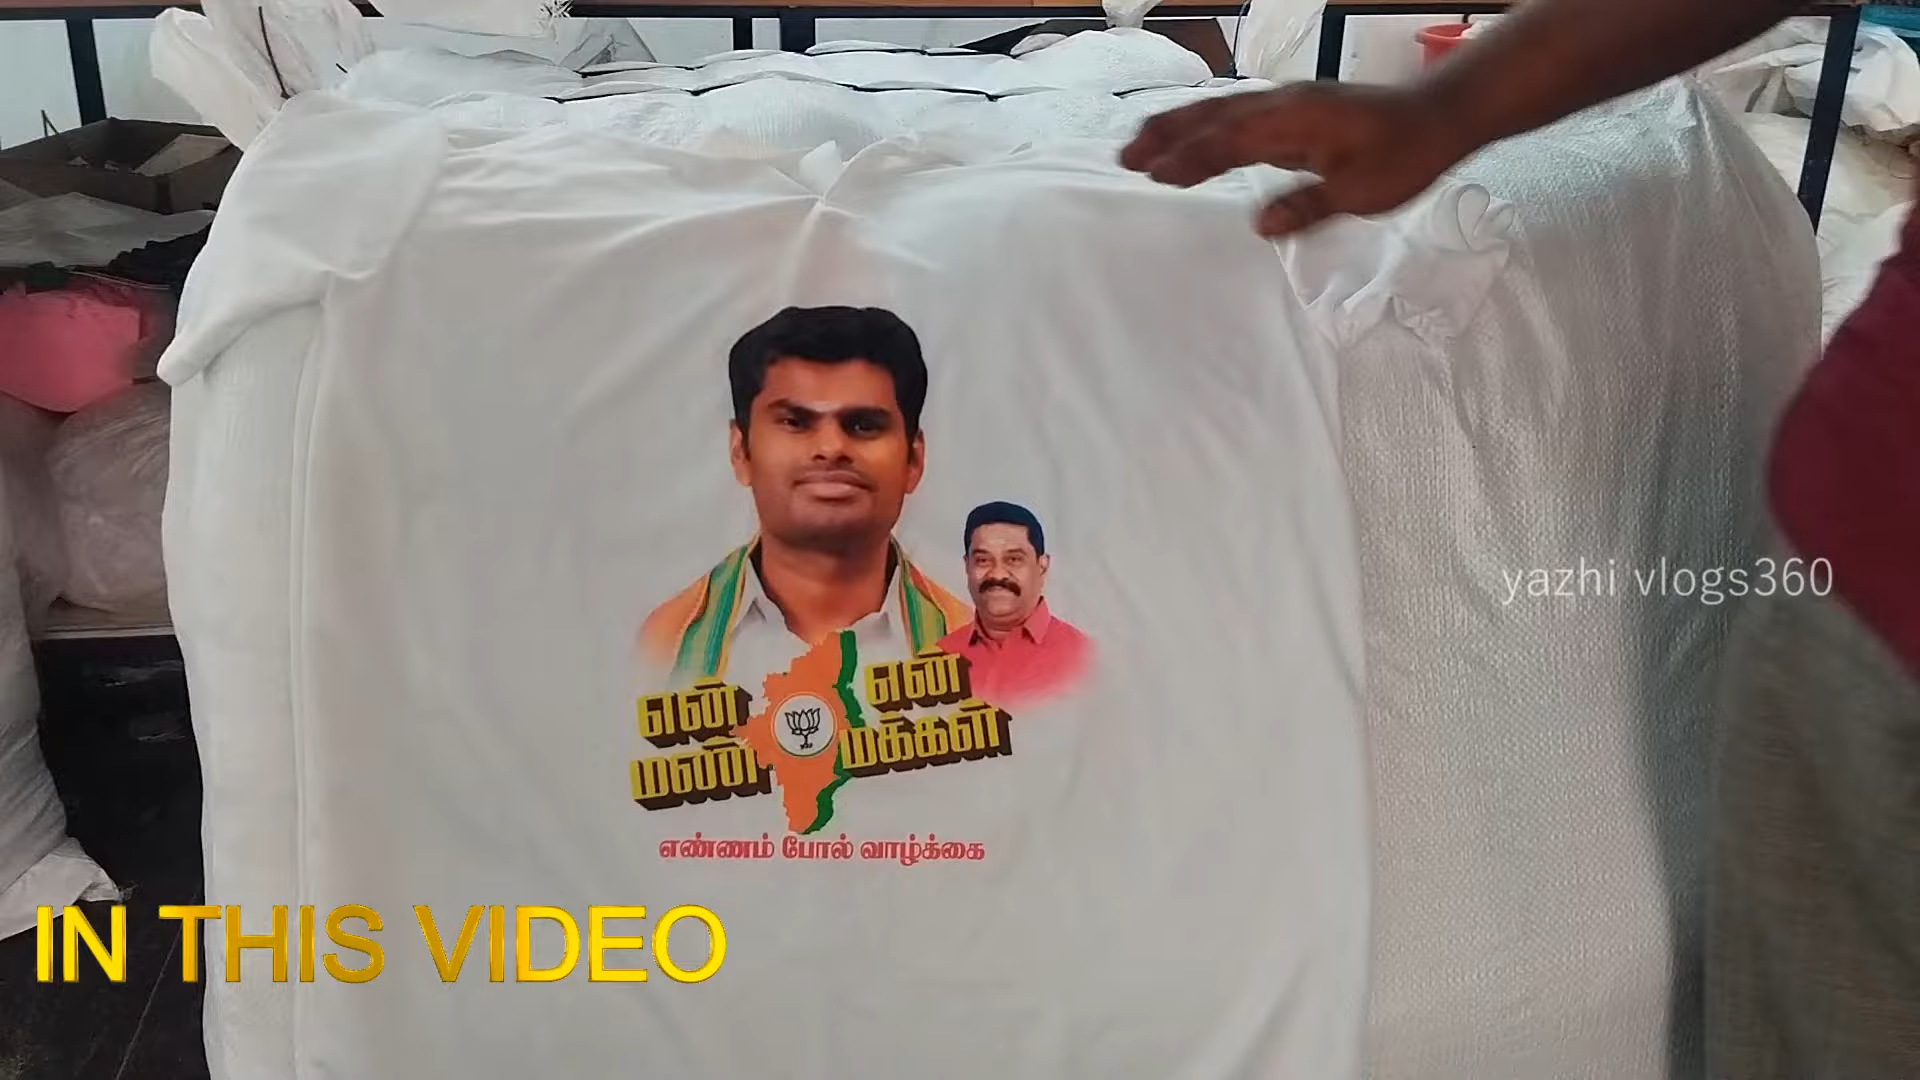 yazhi vlogs360
என் மண்
என் மக்கள்
எண்ணம் போல் வாழ்க்கை
IN THIS VIDEO